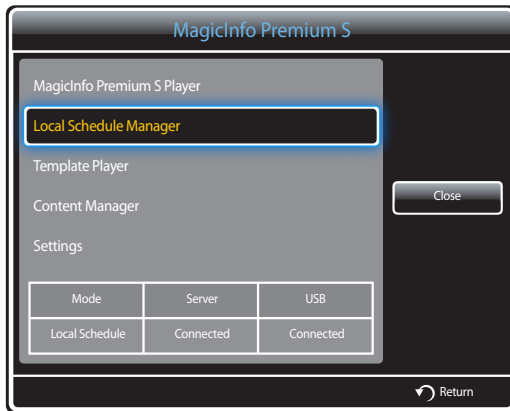 MagicInfo Premium S
MagicInfo Premium S Player
Local Schedule Manager
Template Player
Content Manager
Settings
Close
Mode Server USB
Local Schedule Connected Connected
Return